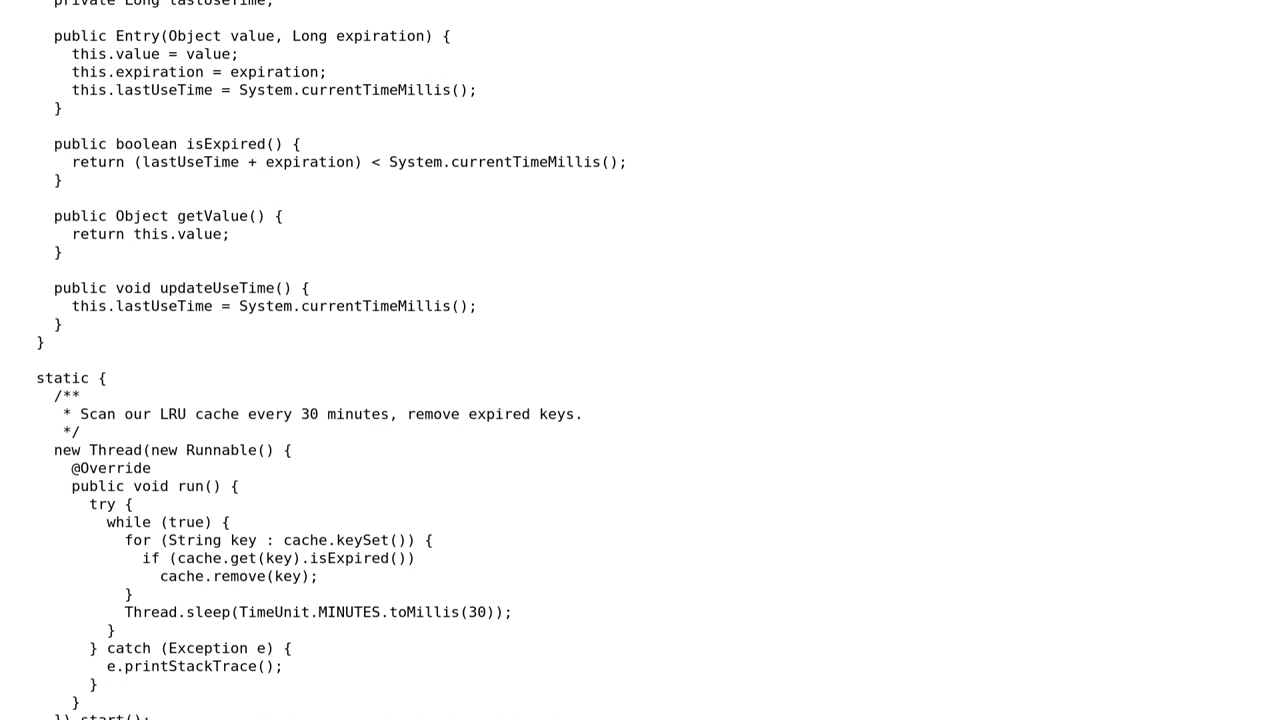 private Long lastUseTime;
public Entry(Object value, Long expiration) {
this.value = value;
this.expiration = expiration;
this.lastUseTime = System.currentTimeMillis();
}
public boolean isExpired() {
return (lastUseTime + expiration) < System.currentTimeMillis();
}
public Object getValue() {
return this.value;
}
public void updateUseTime() {
this.lastUseTime = System.currentTimeMillis();
}
}
static {
/**
* Scan our LRU cache every 30 minutes, remove expired keys.
*/
new Thread(new Runnable() {
@Override
public void run() {
try {
while (true) {
for (String key : cache.keySet()) {
if (cache.get(key).isExpired())
cache.remove(key);
}
Thread.sleep(TimeUnit.MINUTES.toMillis(30));
}
} catch (Exception e) {
e.printStackTrace();
}
}
}).start();